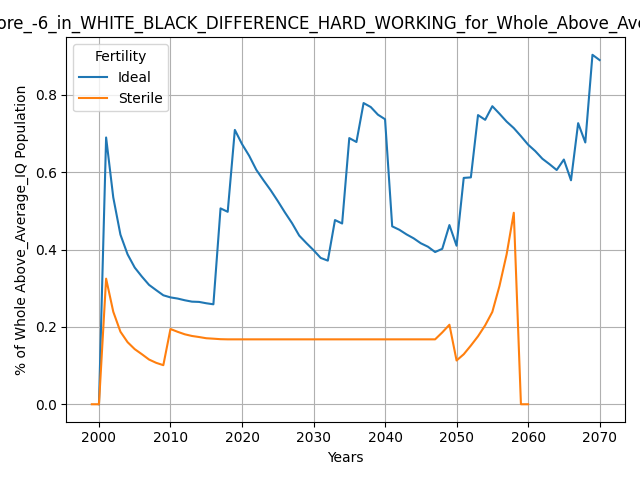 ore_-6_in_WHITE_BLACK_DIFFERENCE_HARD_WORKING_for_Whole_Above_Ave
Fertility
Ideal
Sterile
% of Whole Above_Average_IQ Population
0.8
0.6
0.4
0.2
0.0
2000 2010 2020 2030 2040 2050 2060 2070
Years